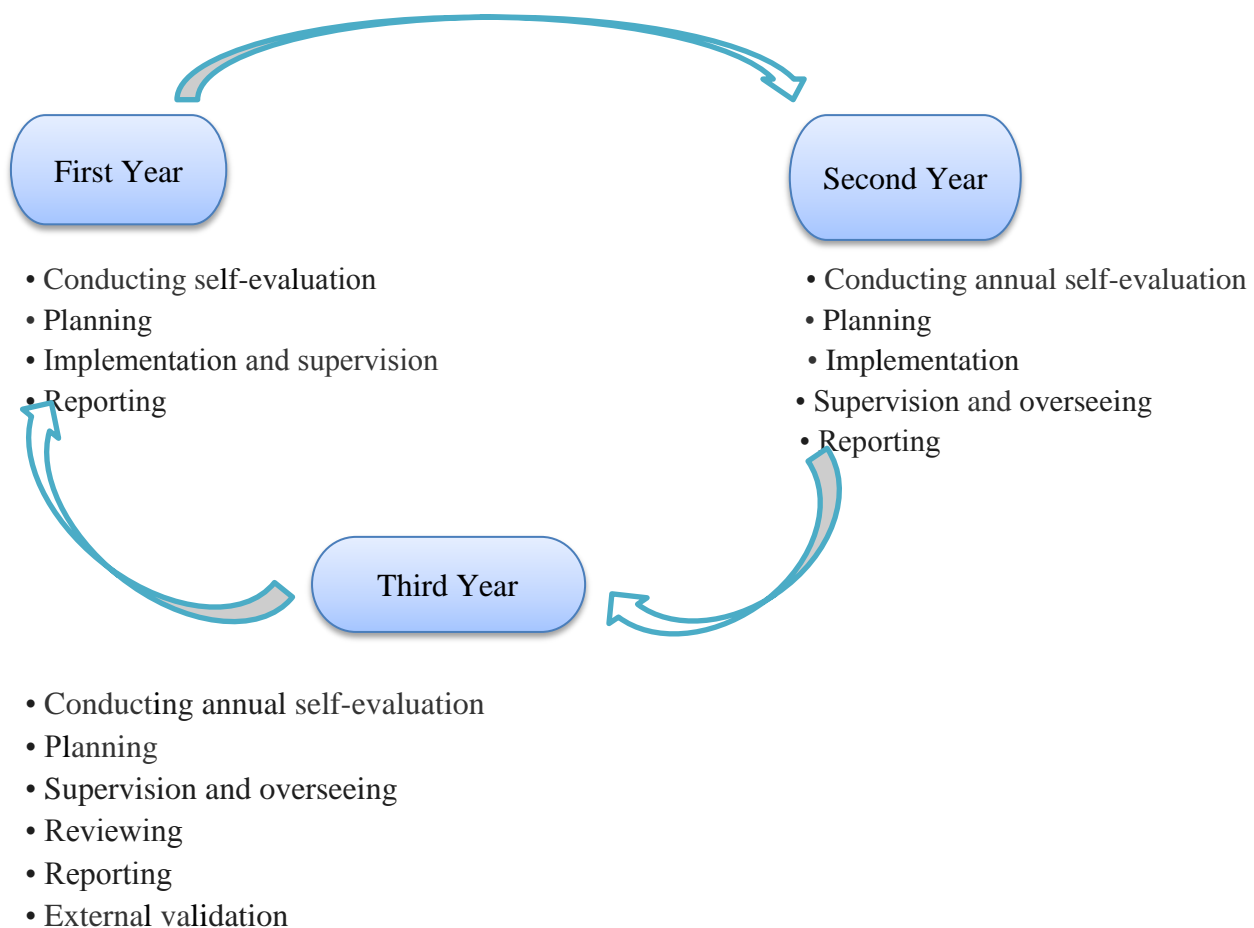 First Year
• Conducting self-evaluation
• Planning
• Implementation and supervision
• Reporting
Second Year
• Conducting annual self-evaluation
• Planning
• Implementation
• Supervision and overseeing
• Reporting
Third Year
• Conducting annual self-evaluation
• Planning
• Supervision and overseeing
• Reviewing
• Reporting
• External validation